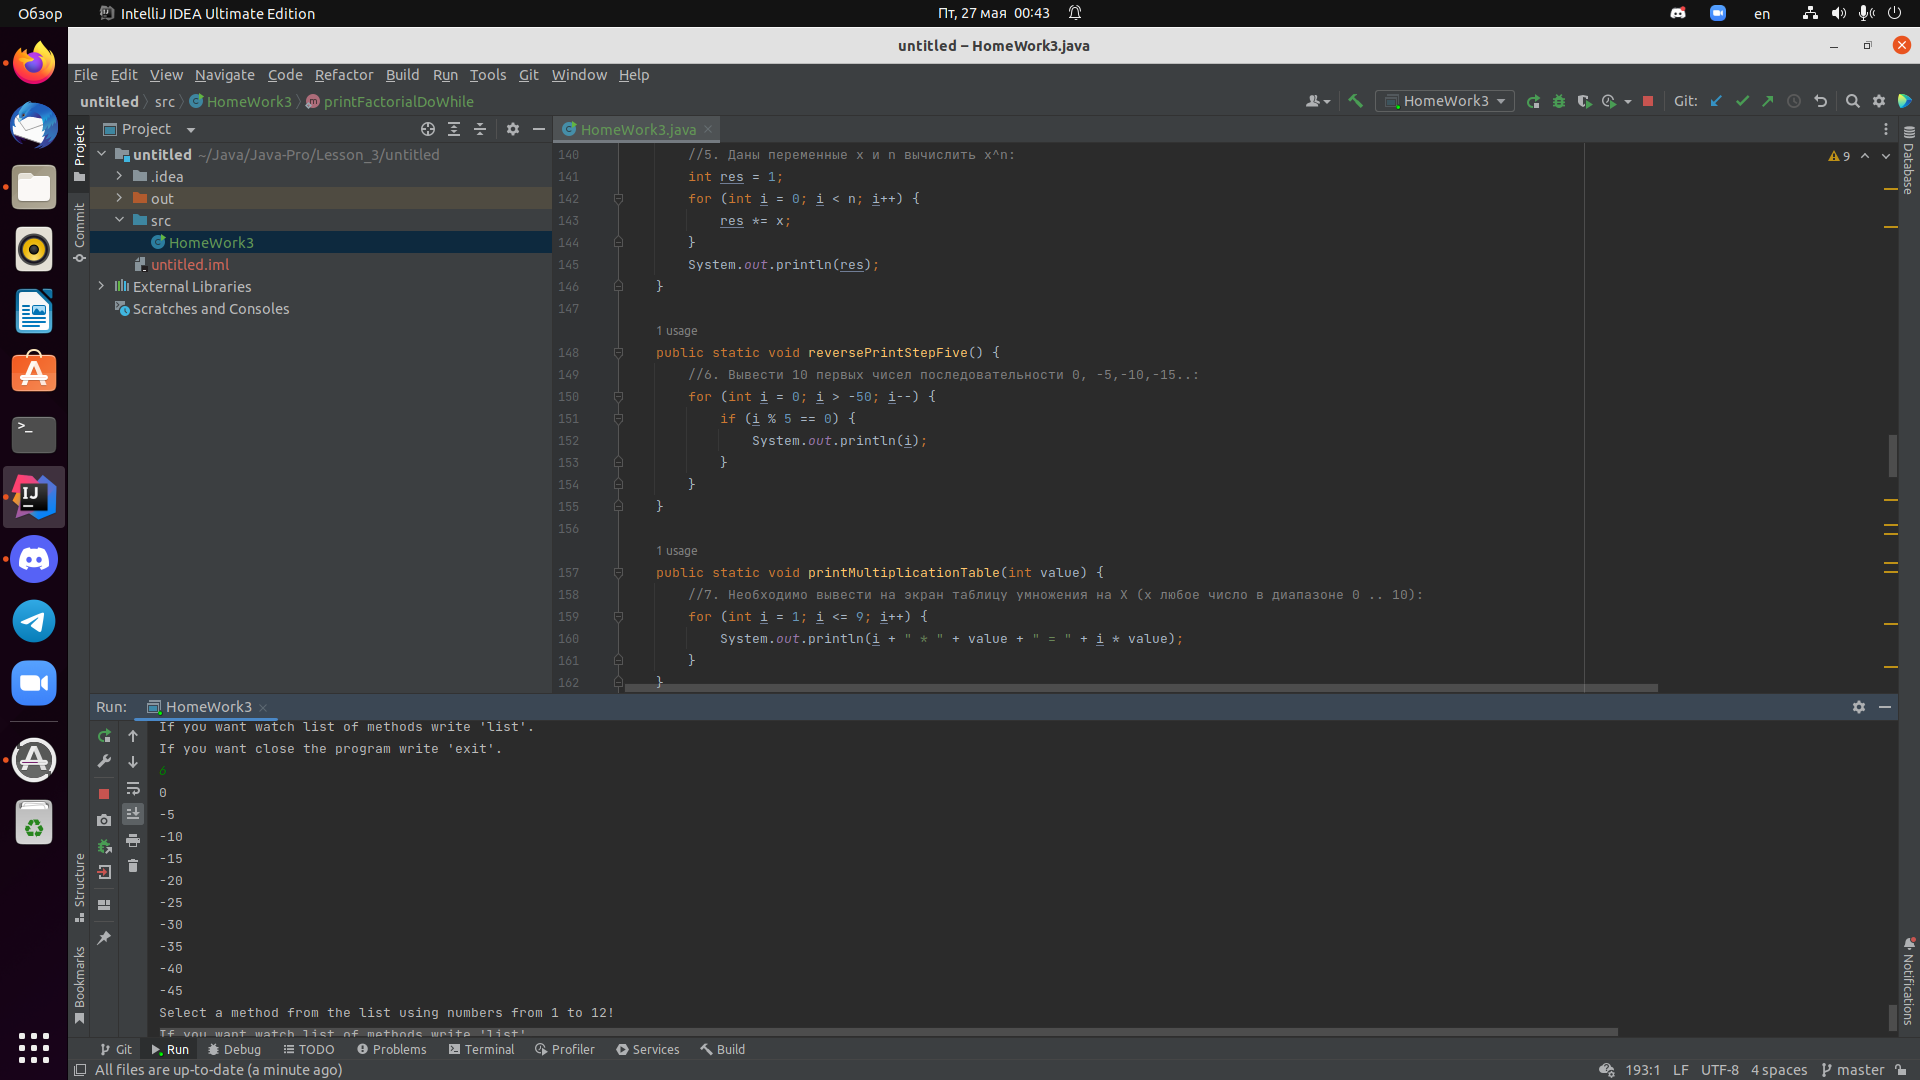 Обзор
IntelliJ IDEA Ultimate Edition
Пт, 27 мая 00:43
en
untitled – HomeWork3.java
File Edit View Navigate Code Refactor Build Run Tools Git Window Help
untitled src HomeWork3 printFactorialDoWhile
HomeWork3
Git:
Project
HomeWork3.java
untitled ~/Java/Java-Pro/Lesson_3/untitled
.idea
out
src
HomeWork3
untitled.iml
External Libraries
Scratches and Consoles
Project
Commit
Structure
Bookmarks
Database
Notifications
9
140 //5. Даны переменные x и n вычислить x^n:
141 int res = 1;
142 for (int i = 0; i < n; i++) {
143 res *= x;
144 }
145 System.out.println(res);
146 }
147
1 usage
148 public static void reversePrintStepFive() {
149 //6. Вывести 10 первых чисел последовательности 0, -5,-10,-15..:
150 for (int i = 0; i > -50; i--) {
151 if (i % 5 == 0) {
152 System.out.println(i);
153 }
154 }
155 }
156
1 usage
157 public static void printMultiplicationTable(int value) {
158 //7. Необходимо вывести на экран таблицу умножения на X (x любое число в диапазоне 0 .. 10):
159 for (int i = 1; i <= 9; i++) {
160 System.out.println(i + " * " + value + " = " + i * value);
161 }
162 }
Run: HomeWork3
If you want watch list of methods write 'list'.
If you want close the program write 'exit'.
6
0
-5
-10
-15
-20
-25
-30
-35
-40
-45
Select a method from the list using numbers from 1 to 12!
If you want watch list of methods write 'list'
Git Run Debug TODO Problems Terminal Profiler Services Build
All files are up-to-date (a minute ago)
193:1 LF UTF-8 4 spaces master